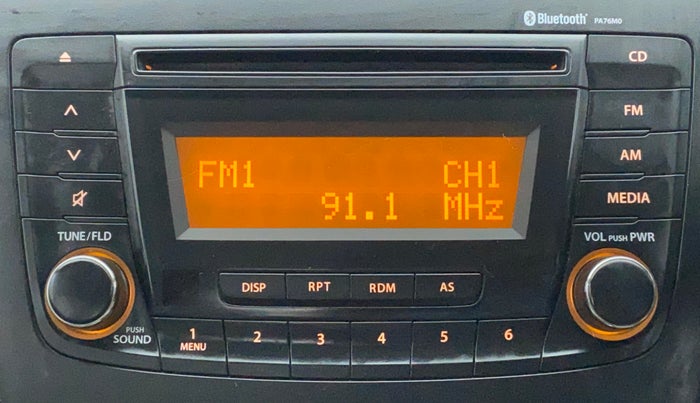 Bluetooth® PA76M0
CD
FM
AM
MEDIA
FM1 CH1
91.1 MHz
TUNE/FLD
VOL PUSH PWR
DISP RPT RDM AS
PUSH
SOUND
1 2 3 4 5 6
MENU